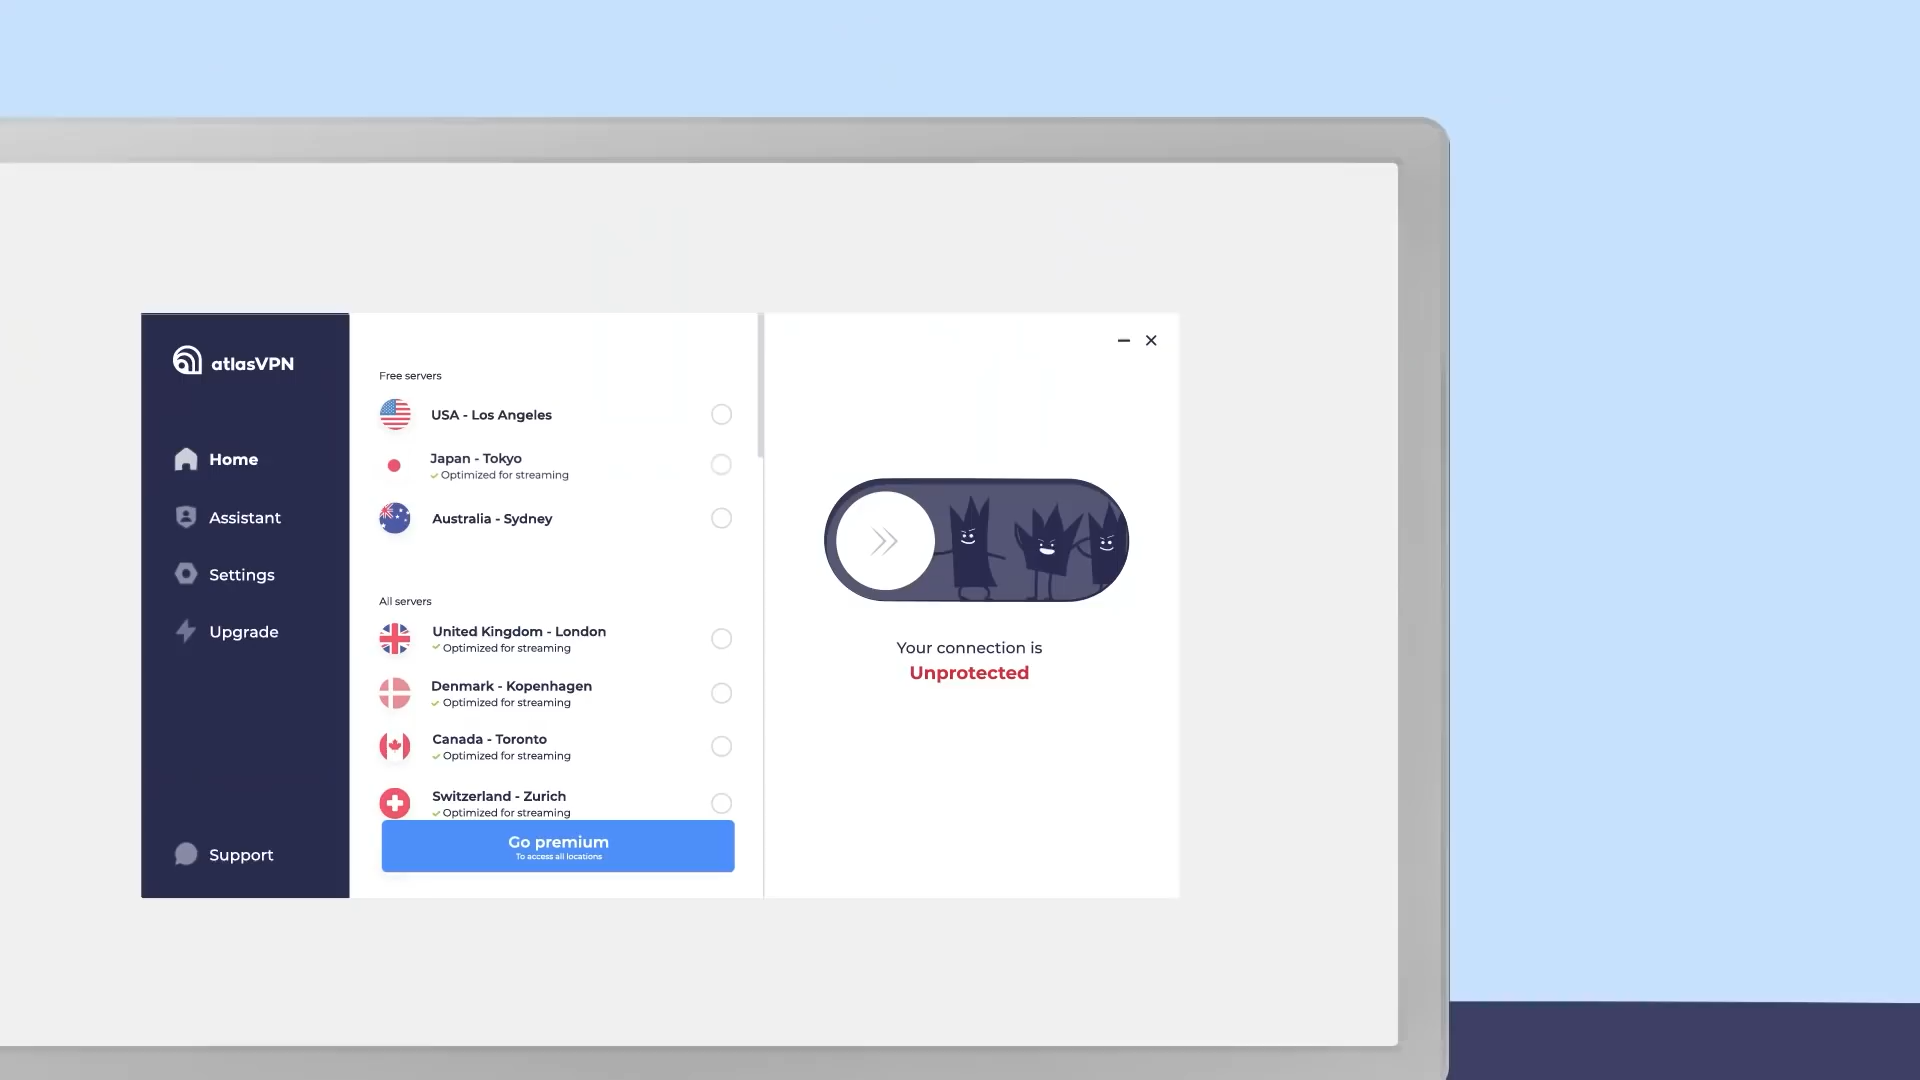 atlasVPN
Home
Assistant
Settings
Upgrade
Support
Free servers
USA - Los Angeles
Japan - Tokyo
Optimized for streaming
Australia - Sydney
All servers
United Kingdom - London
Optimized for streaming
Denmark - Kopenhagen
Optimized for streaming
Canada - Toronto
Optimized for streaming
Switzerland - Zurich
Optimized for streaming
Go premium
To access all locations
Your connection is
Unprotected